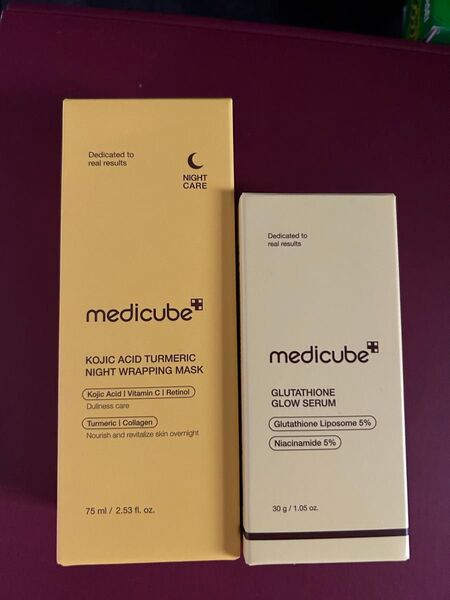 Dedicated to
real results
NIGHT
CARE
medicube
KOJIC ACID TURMERIC
NIGHT WRAPPING MASK
Kojic Acid | Vitamin C | Retinol
Dullness care
Turmeric | Collagen
Nourish and revitalize skin overnight
75 ml / 2.53 fl. oz.
Dedicated to
real results
medicube
GLUTATHIONE
GLOW SERUM
Glutathione Liposome 5%
Niacinamide 5%
30 g / 1.05 oz.